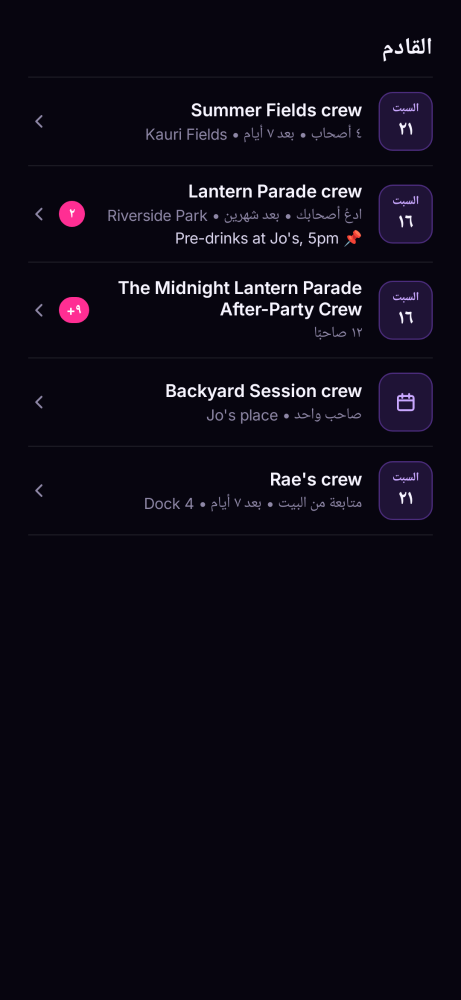 القادم
السبت
٢١
Summer Fields crew
٤ أصحاب • بعد ٧ أيام • Kauri Fields
السبت
١٦
Lantern Parade crew
ادعُ أصحابك • بعد شهرين • Riverside Park
📌 Pre-drinks at Jo's, 5pm
٢
السبت
١٦
The Midnight Lantern Parade
After-Party Crew
١٢ صاحبًا
+٩
Backyard Session crew
صاحب واحد • Jo's place
السبت
٢١
Rae's crew
متابعة من البيت • بعد ٧ أيام • Dock 4